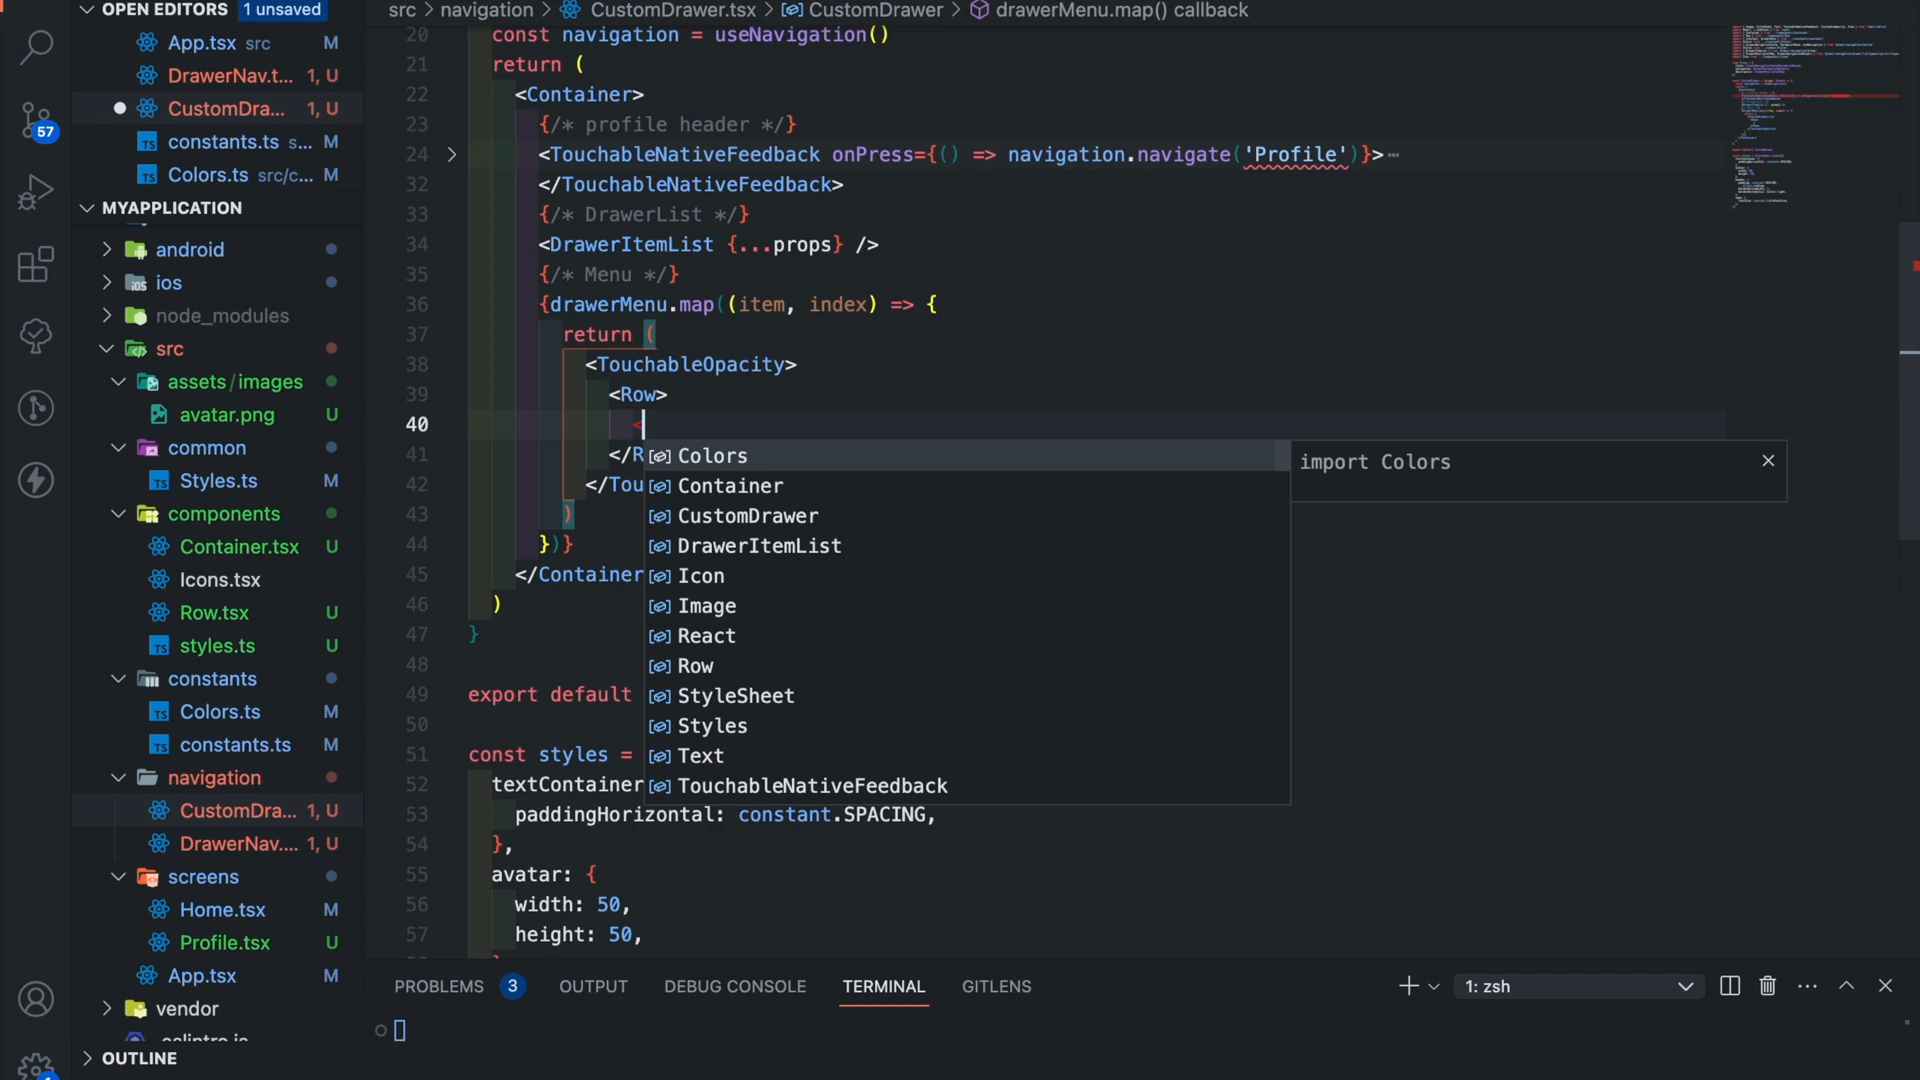 OPEN EDITORS 1 unsaved
App.tsx src M
DrawerNav.t... 1, U
CustomDra... 1, U
constants.ts s... M
Colors.ts src/c... M
MYAPPLICATION
android
ios
node_modules
src
assets/images
avatar.png U
common
Styles.ts M
components
Container.tsx U
Icons.tsx
Row.tsx U
styles.ts U
constants
Colors.ts M
constants.ts M
navigation
CustomDra... 1, U
DrawerNav.... 1, U
screens
Home.tsx M
Profile.tsx U
App.tsx M
vendor
.eslintrc.js
OUTLINE
57
src > navigation > CustomDrawer.tsx > CustomDrawer > drawerMenu.map() callback
20 const navigation = useNavigation()
21 return (
22 <Container>
23 {/* profile header */}
24 <TouchableNativeFeedback onPress={() => navigation.navigate('Profile')}>
32 </TouchableNativeFeedback>
33 {/* DrawerList */}
34 <DrawerItemList {...props} />
35 {/* Menu */}
36 {drawerMenu.map((item, index) => {
37 return (
38 <TouchableOpacity>
39 <Row>
40 <
41 </R
42 </Tou
43 )
44 })}
45 </Container
46 )
47 }
48
49 export default
50
51 const styles =
52 textContainer
53 paddingHorizontal: constant.SPACING,
54 },
55 avatar: {
56 width: 50,
57 height: 50,
Colors
Container
CustomDrawer
DrawerItemList
Icon
Image
React
Row
StyleSheet
Styles
Text
TouchableNativeFeedback
import Colors
PROBLEMS 3 OUTPUT DEBUG CONSOLE TERMINAL GITLENS
1: zsh